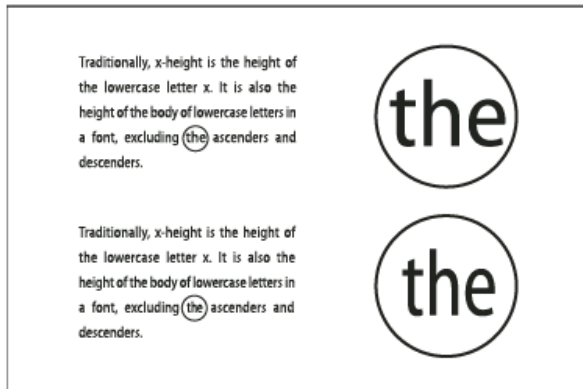 Traditionally, x-height is the height of
the lowercase letter x. It is also the
height of the body of lowercase letters in
a font, excluding the ascenders and
descenders.
the
Traditionally, x-height is the height of
the lowercase letter x. It is also the
height of the body of lowercase letters in
a font, excluding the ascenders and
descenders.
the